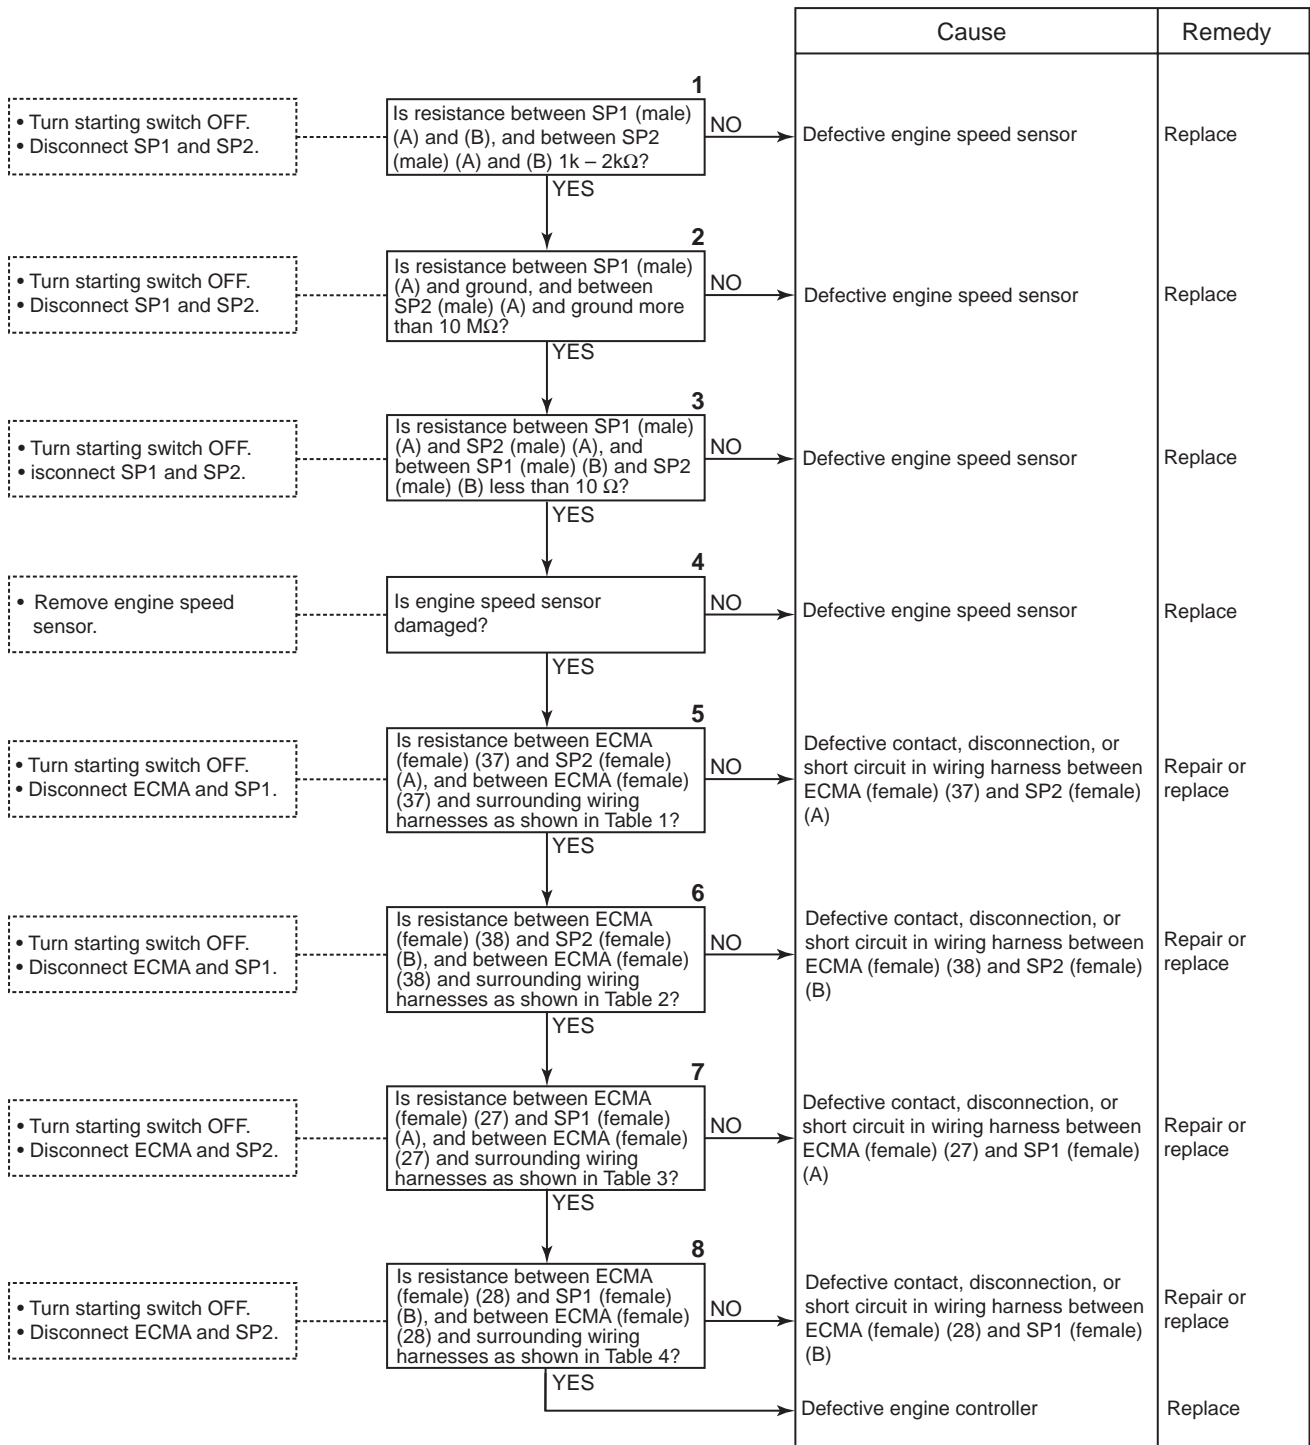 Cause
Remedy
1
• Turn starting switch OFF.
• Disconnect SP1 and SP2.
Is resistance between SP1 (male)
(A) and (B), and between SP2
(male) (A) and (B) 1k – 2kΩ?
NO
Defective engine speed sensor
Replace
YES
2
• Turn starting switch OFF.
• Disconnect SP1 and SP2.
Is resistance between SP1 (male)
(A) and ground, and between
SP2 (male) (A) and ground more
than 10 MΩ?
NO
Defective engine speed sensor
Replace
YES
3
• Turn starting switch OFF.
• isconnect SP1 and SP2.
Is resistance between SP1 (male)
(A) and SP2 (male) (A), and
between SP1 (male) (B) and SP2
(male) (B) less than 10 Ω?
NO
Defective engine speed sensor
Replace
YES
4
• Remove engine speed
sensor.
Is engine speed sensor
damaged?
NO
Defective engine speed sensor
Replace
YES
5
• Turn starting switch OFF.
• Disconnect ECMA and SP1.
Is resistance between ECMA
(female) (37) and SP2 (female)
(A), and between ECMA (female)
(37) and surrounding wiring
harnesses as shown in Table 1?
NO
Defective contact, disconnection, or
short circuit in wiring harness between
ECMA (female) (37) and SP2 (female)
(A)
Repair or
replace
YES
6
• Turn starting switch OFF.
• Disconnect ECMA and SP1.
Is resistance between ECMA
(female) (38) and SP2 (female)
(B), and between ECMA (female)
(38) and surrounding wiring
harnesses as shown in Table 2?
NO
Defective contact, disconnection, or
short circuit in wiring harness between
ECMA (female) (38) and SP2 (female)
(B)
Repair or
replace
YES
7
• Turn starting switch OFF.
• Disconnect ECMA and SP2.
Is resistance between ECMA
(female) (27) and SP1 (female)
(A), and between ECMA (female)
(27) and surrounding wiring
harnesses as shown in Table 3?
NO
Defective contact, disconnection, or
short circuit in wiring harness between
ECMA (female) (27) and SP1 (female)
(A)
Repair or
replace
YES
8
• Turn starting switch OFF.
• Disconnect ECMA and SP2.
Is resistance between ECMA
(female) (28) and SP1 (female)
(B), and between ECMA (female)
(28) and surrounding wiring
harnesses as shown in Table 4?
NO
Defective contact, disconnection, or
short circuit in wiring harness between
ECMA (female) (28) and SP1 (female)
(B)
Repair or
replace
YES
Defective engine controller
Replace